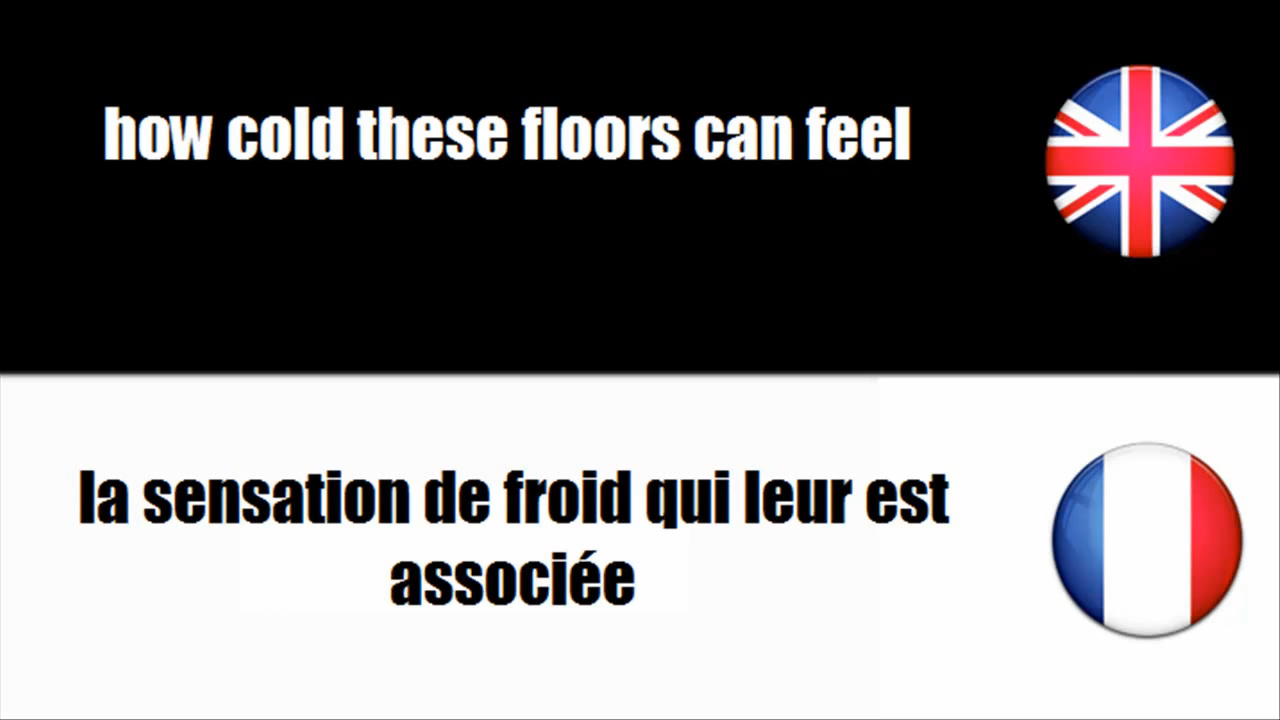 how cold these floors can feel
la sensation de froid qui leur est
associée